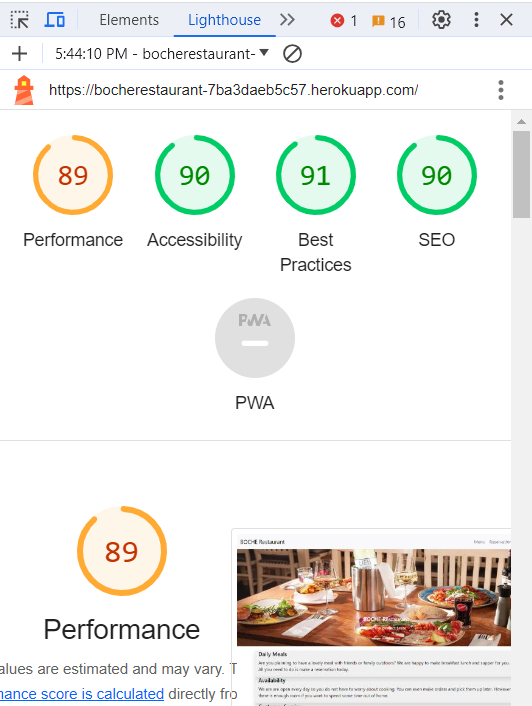 Elements Lighthouse 1 16
5:44:10 PM - bocherestaurant-
https://bocherestaurant-7ba3daeb5c57.herokuapp.com/
89 90 91 90
Performance Accessibility Best Practices SEO
PWA
PWA
89
Performance
alues are estimated and may vary. T
nance score is calculated directly fro
BOCHE Restaurant Menu
BOCHE Restaurant
Daily Meals
Are you planning to have a lovely meal with friends or family outdoors? We are happy to make breakfast lunch and supper for you.
All you need to do is make a reservation today.
Availability
We are are open every day so you do not have to worry about cooking. You can even make orders and pick them up later. However
there is enough room if you want to spend some time out of home.